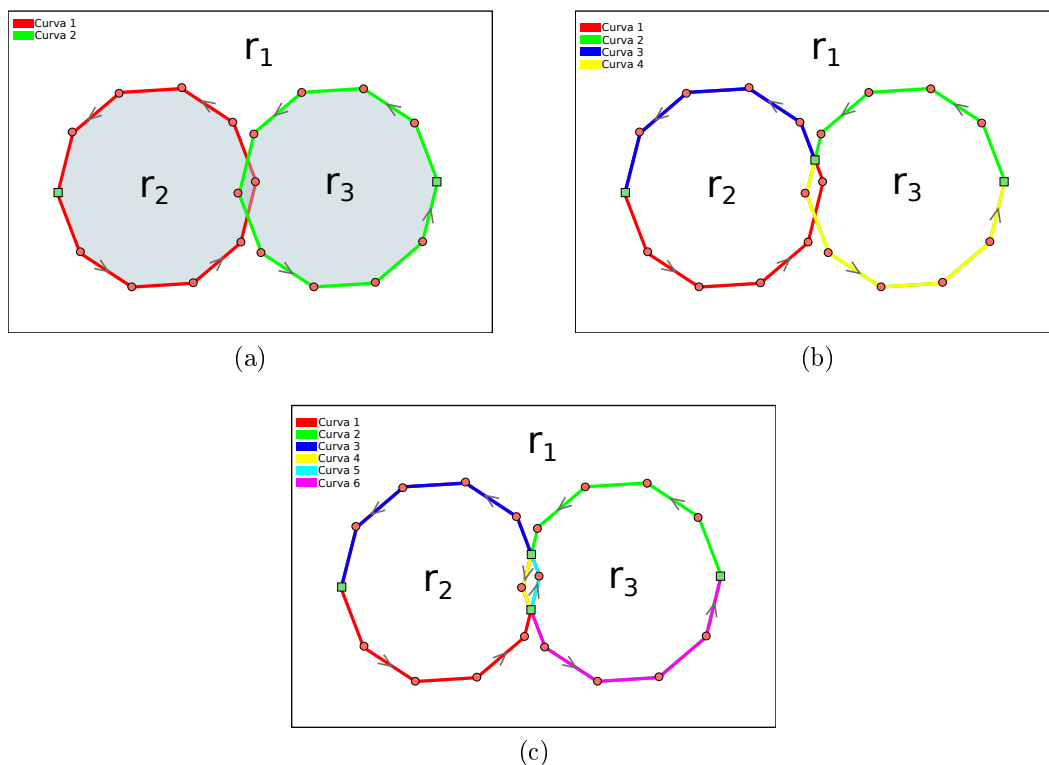 Curva 1
Curva 2
r1
r2
r3
(a)
Curva 1
Curva 2
Curva 3
Curva 4
r1
r2
r3
(b)
Curva 1
Curva 2
Curva 3
Curva 4
Curva 5
Curva 6
r1
r2
r3
(c)